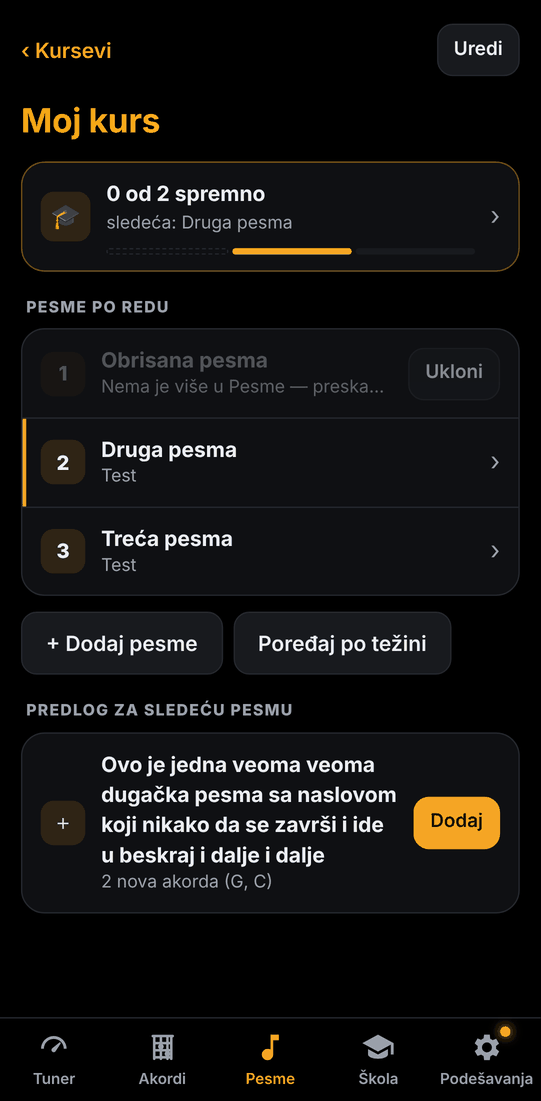 ‹ Kursevi
Uredi
Moj kurs
0 od 2 spremno
sledeća: Druga pesma
PESME PO REDU
1
Obrisana pesma
Nema je više u Pesme — preska...
Ukloni
2
Druga pesma
Test
3
Treća pesma
Test
+ Dodaj pesme
Poređaj po težini
PREDLOG ZA SLEDEĆU PESMU
+
Ovo je jedna veoma veoma
dugačka pesma sa naslovom
koji nikako da se završi i ide
u beskraj i dalje i dalje
2 nova akorda (G, C)
Dodaj
Tuner
Akordi
Pesme
Škola
Podešavanja